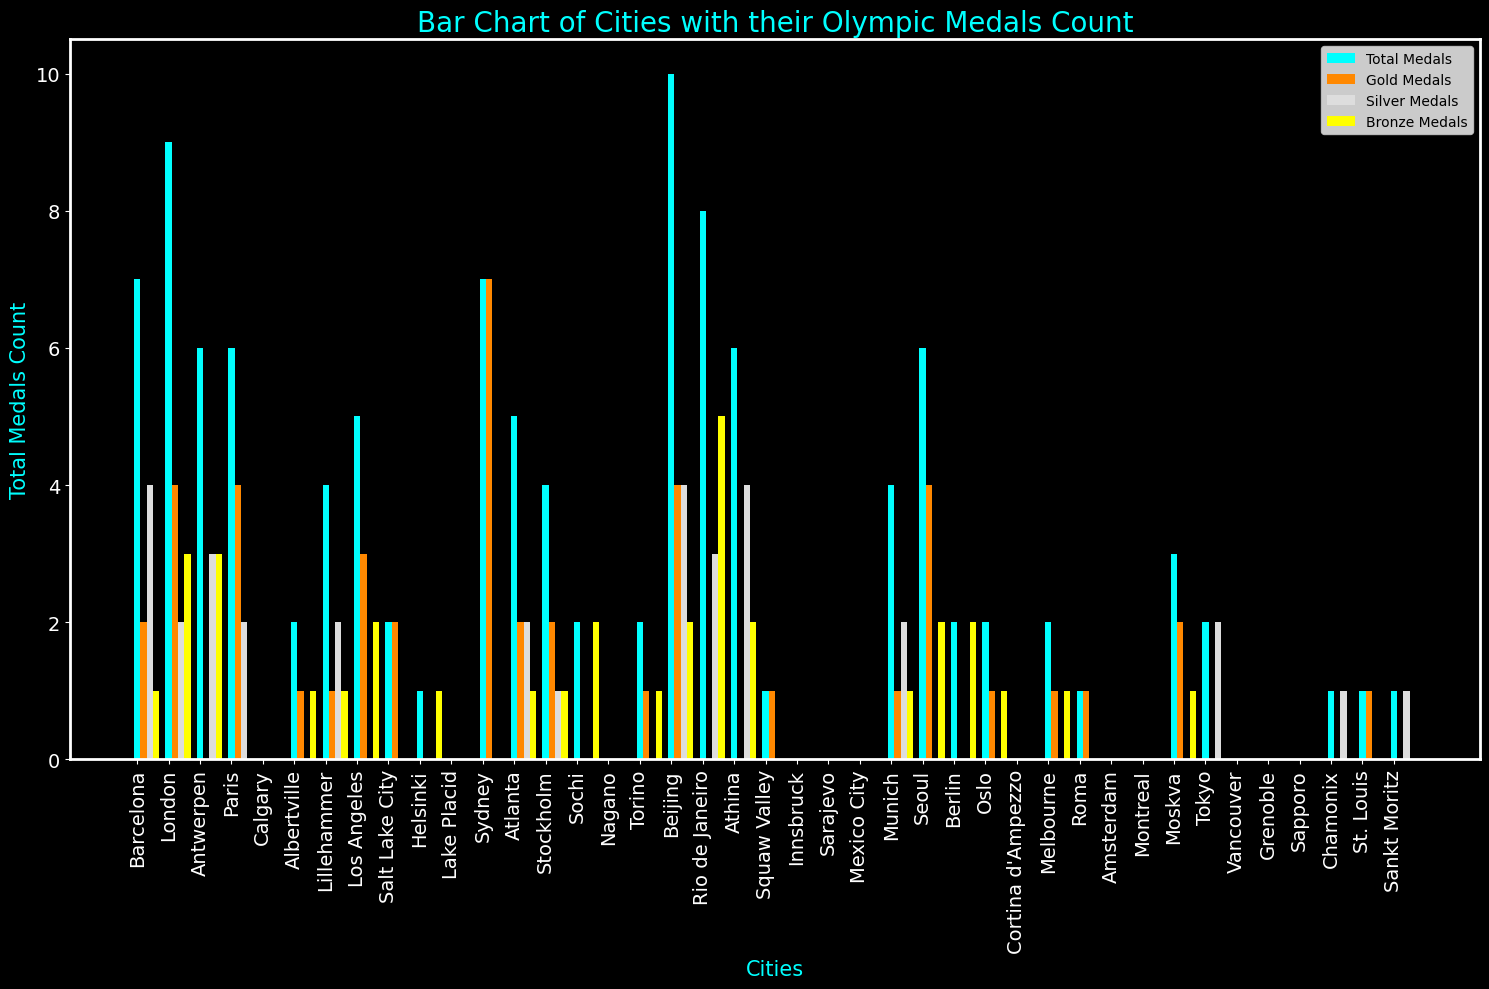 Bar Chart of Cities with their Olympic Medals Count
Total Medals
Gold Medals
Silver Medals
Bronze Medals
Total Medals Count
10
8
6
4
2
0
Barcelona
London
Antwerpen
Paris
Calgary
Albertville
Lillehammer
Los Angeles
Salt Lake City
Helsinki
Lake Placid
Sydney
Atlanta
Stockholm
Sochi
Nagano
Torino
Beijing
Rio de Janeiro
Athina
Squaw Valley
Innsbruck
Sarajevo
Mexico City
Munich
Seoul
Berlin
Oslo
Cortina d'Ampezzo
Melbourne
Roma
Amsterdam
Montreal
Moskva
Tokyo
Vancouver
Grenoble
Sapporo
Chamonix
St. Louis
Sankt Moritz
Cities